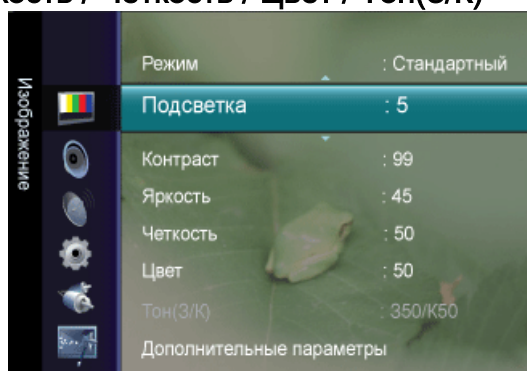 кость / Четкость / Цвет / Тон(З/К)
Изображение
Режим : Стандартный
Подсветка : 5
Контраст : 99
Яркость : 45
Четкость : 50
Цвет : 50
Тон(З/К) : З50/К50
Дополнительные параметры